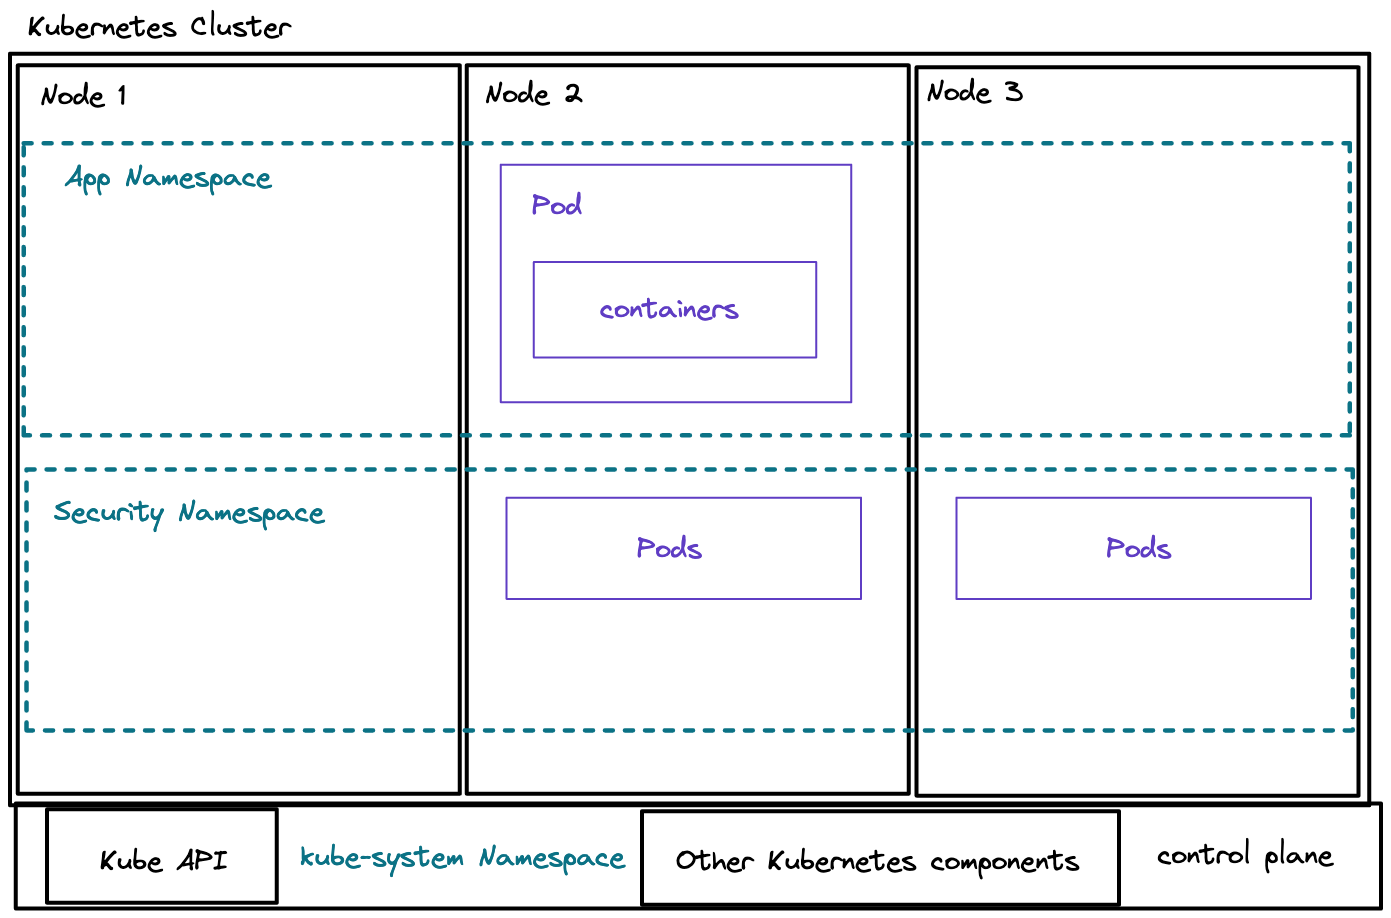 Kubernetes Cluster
Node 1
Node 2
Node 3
App Namespace
Pod
containers
Security Namespace
Pods
Pods
Kube API
kube-system Namespace
Other Kubernetes components
control plane